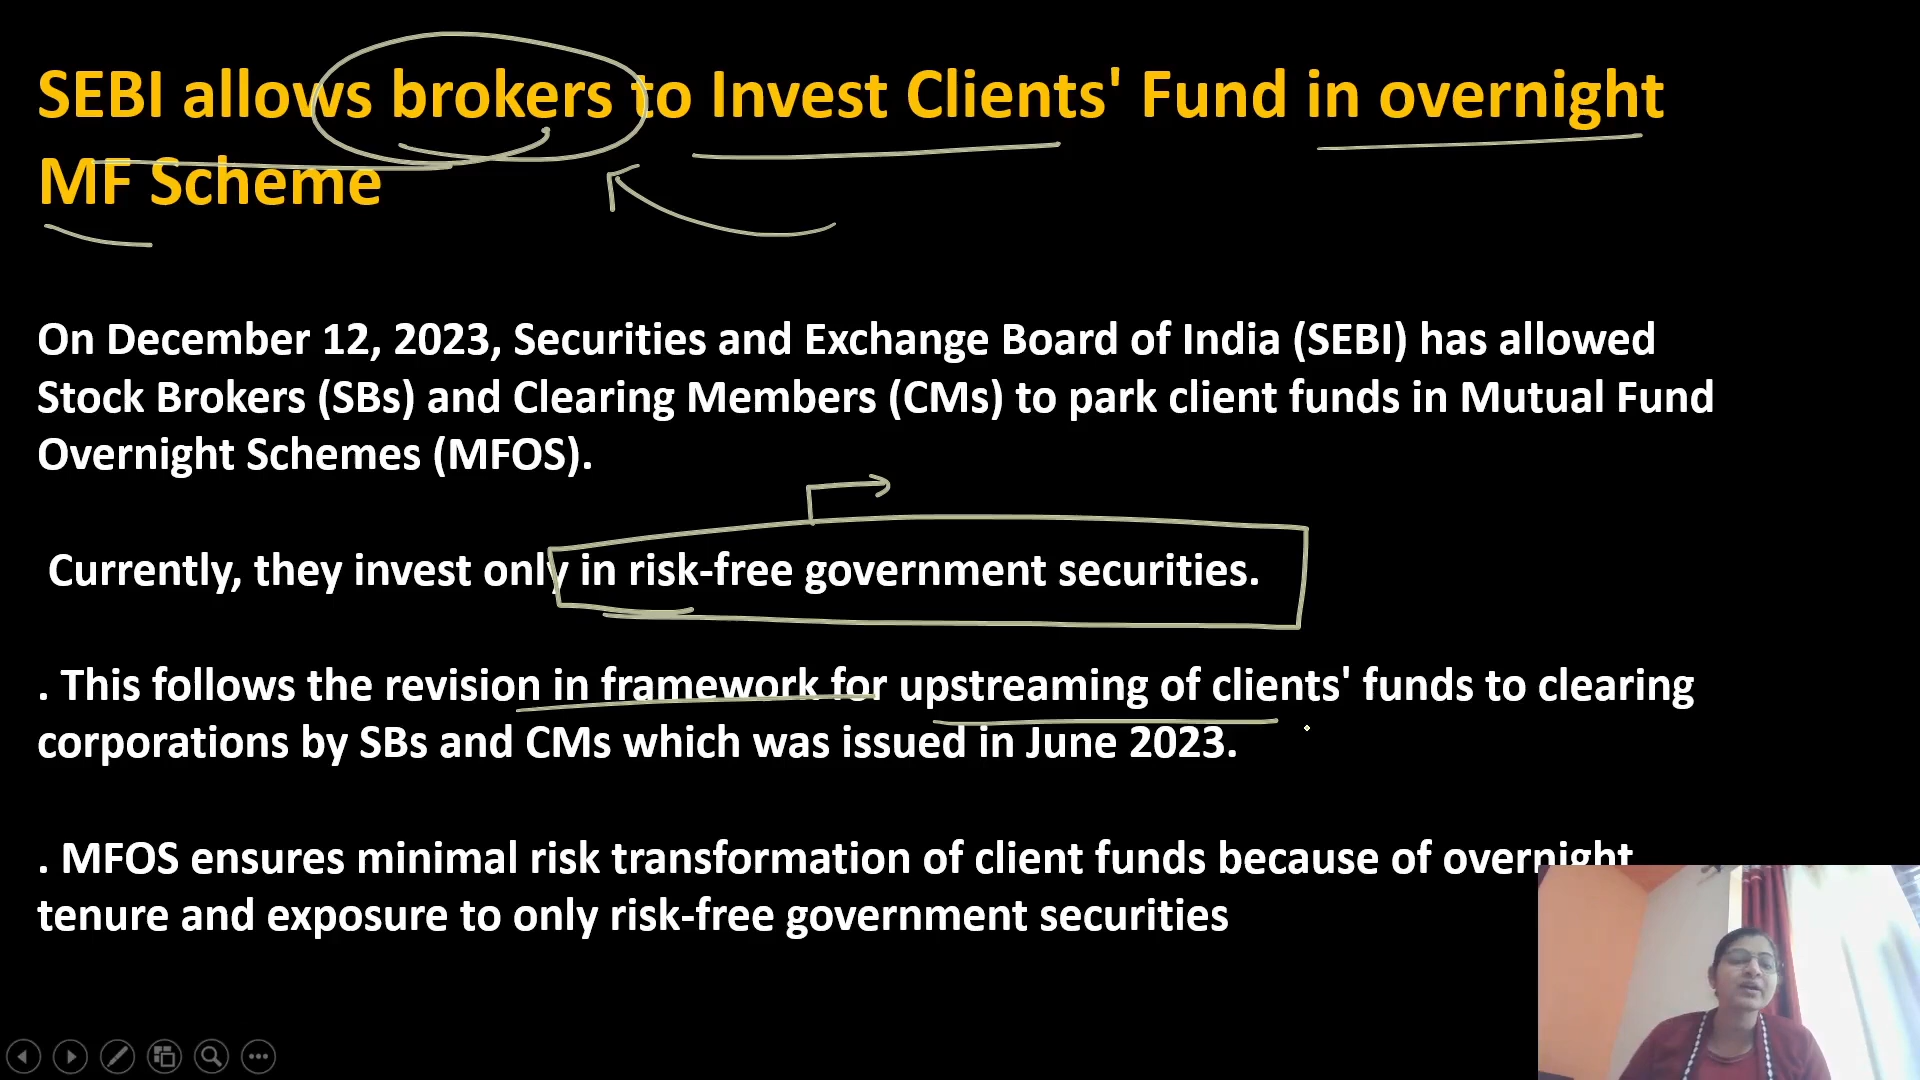 SEBI allows brokers to Invest Clients' Fund in overnight
MF Scheme
On December 12, 2023, Securities and Exchange Board of India (SEBI) has allowed
Stock Brokers (SBs) and Clearing Members (CMs) to park client funds in Mutual Fund
Overnight Schemes (MFOS).
Currently, they invest only in risk-free government securities.
. This follows the revision in framework for upstreaming of clients' funds to clearing
corporations by SBs and CMs which was issued in June 2023.
. MFOS ensures minimal risk transformation of client funds because of overnight
tenure and exposure to only risk-free government securities